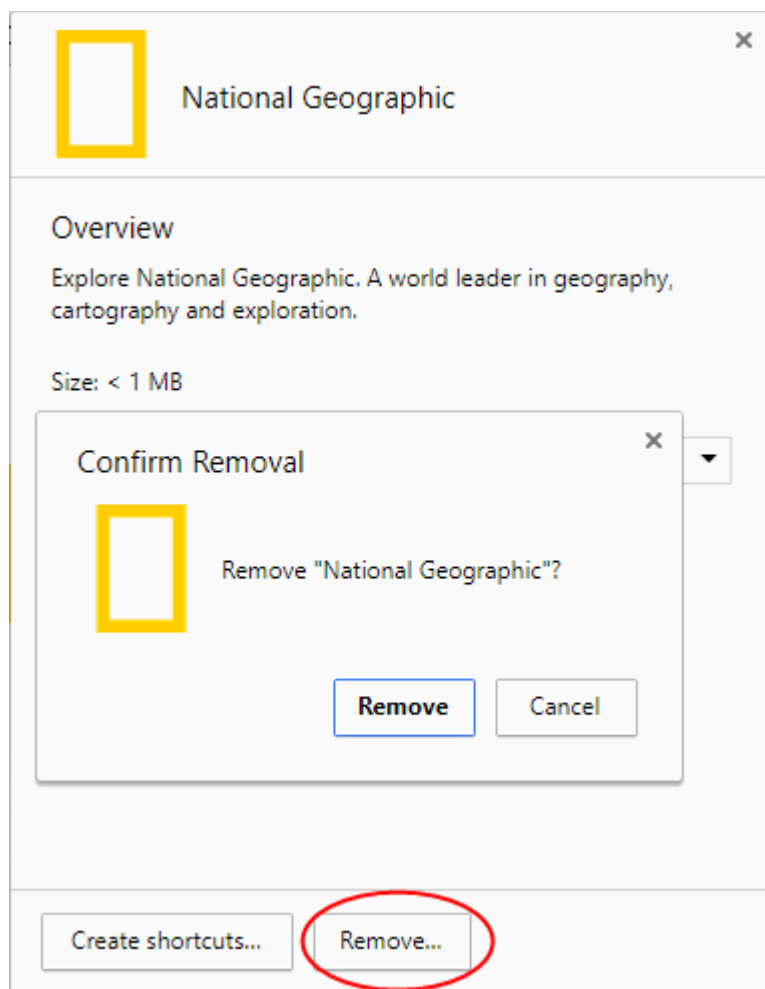 National Geographic
Overview
Explore National Geographic. A world leader in geography,
cartography and exploration.
Size: < 1 MB
Confirm Removal
Remove "National Geographic"?
Remove
Cancel
Create shortcuts...
Remove...